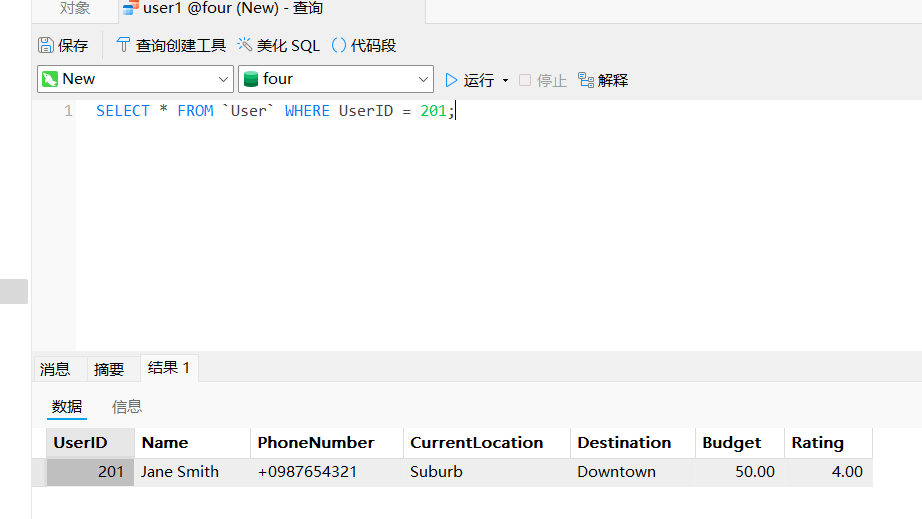 对象 user1 @four (New) - 查询
保存 查询创建工具 美化 SQL () 代码段
New four 运行 停止 解释
1 SELECT * FROM `User` WHERE UserID = 201;
消息 摘要 结果 1
数据 信息
UserID Name PhoneNumber CurrentLocation Destination Budget Rating
201 Jane Smith +0987654321 Suburb Downtown 50.00 4.00